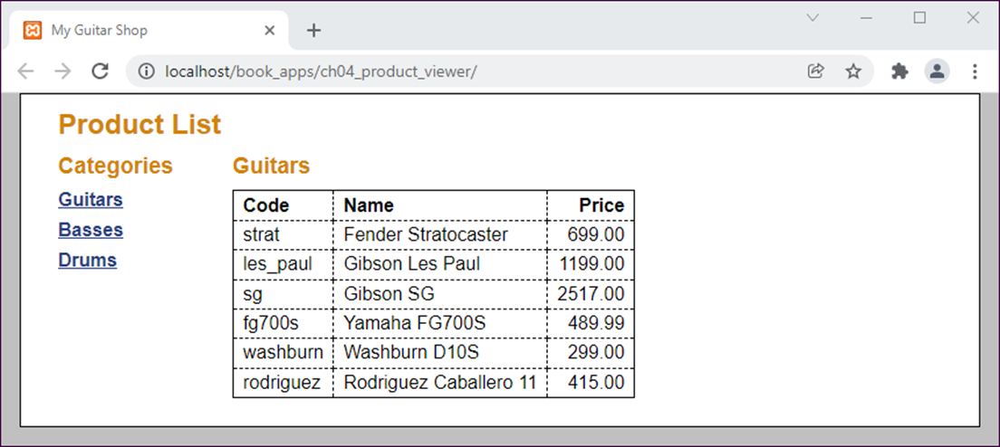 My Guitar Shop
localhost/book_apps/ch04_product_viewer/
Product List
Categories
Guitars
Basses
Drums
Guitars
Code Name Price
strat Fender Stratocaster 699.00
les_paul Gibson Les Paul 1199.00
sg Gibson SG 2517.00
fg700s Yamaha FG700S 489.99
washburn Washburn D10S 299.00
rodriguez Rodriguez Caballero 11 415.00